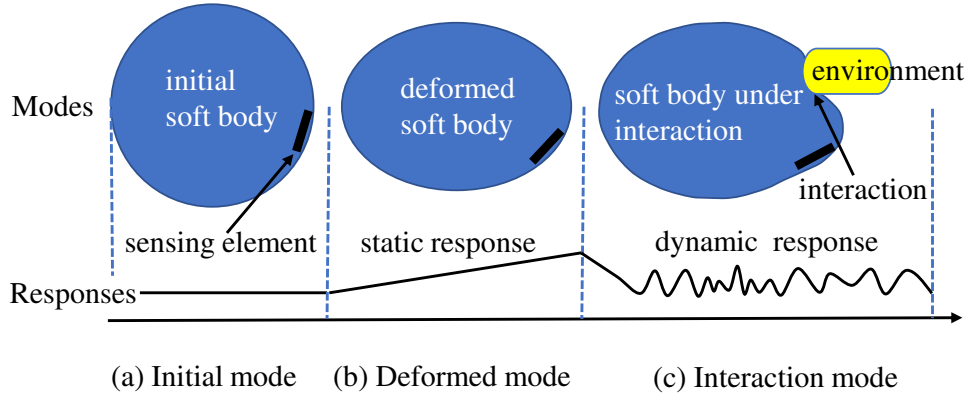 initial
soft body
deformed
soft body
soft body under
interaction
environment
Modes
interaction
sensing element
static response
dynamic response
Responses
(a) Initial mode
(b) Deformed mode
(c) Interaction mode